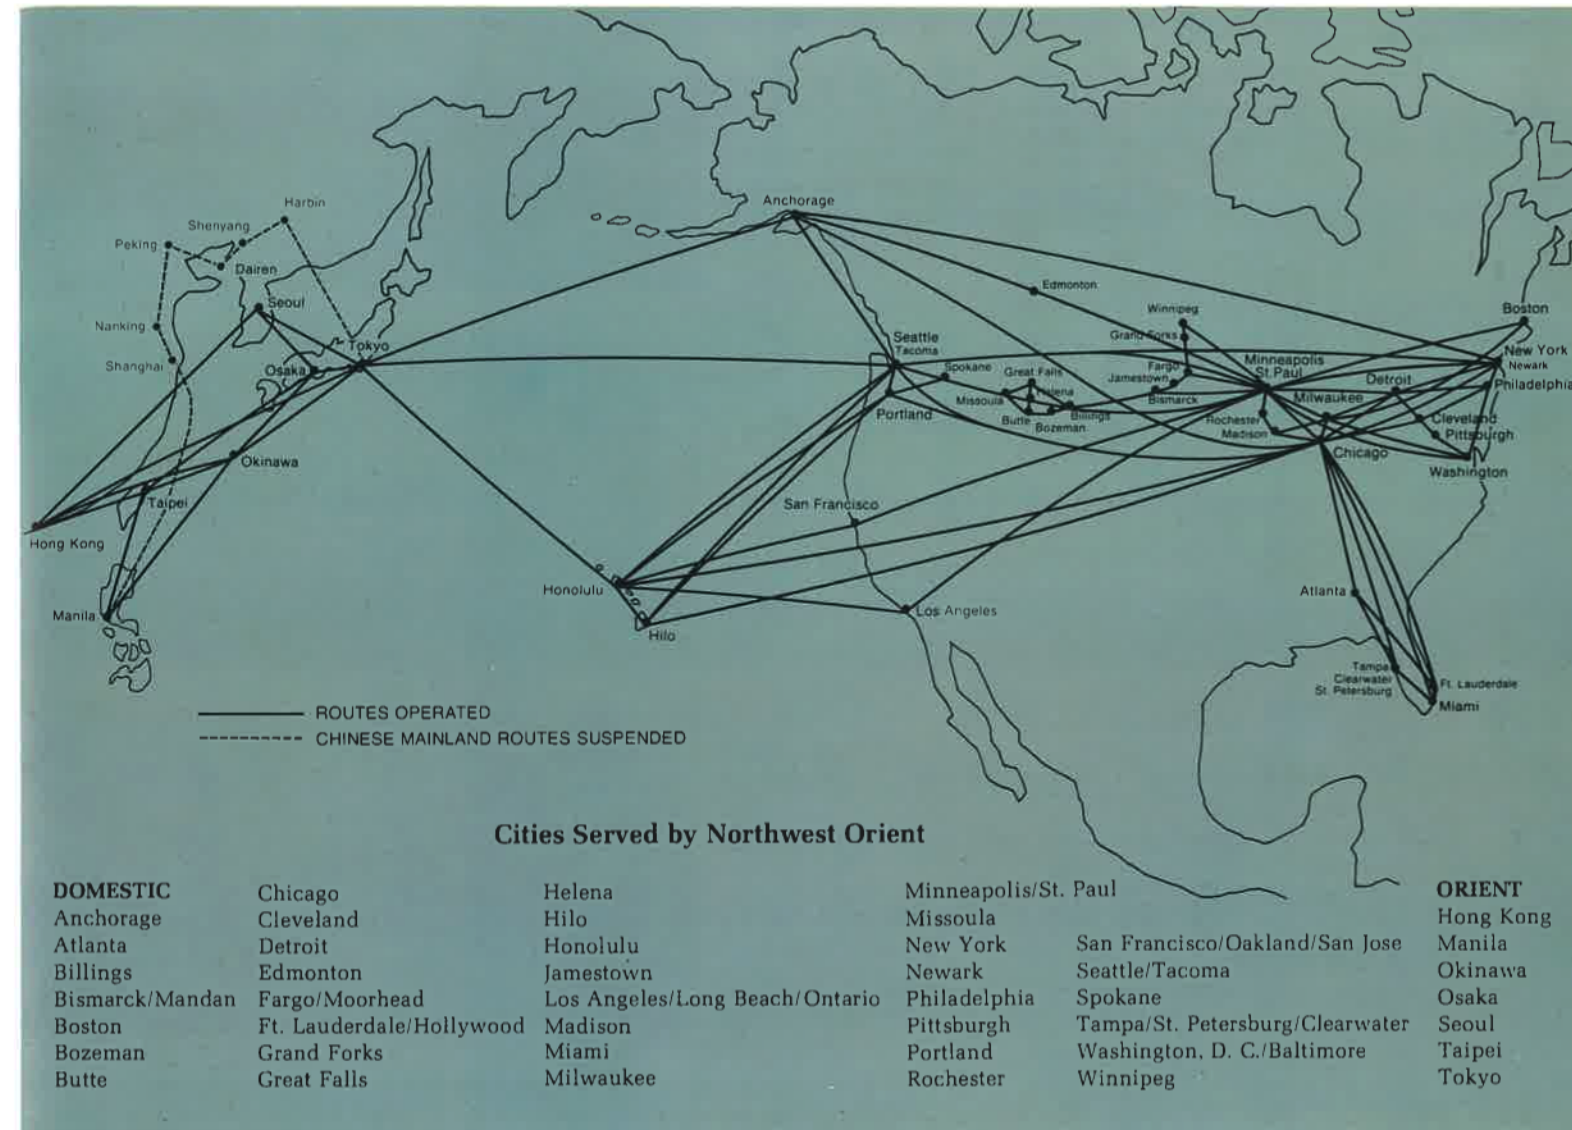 Anchorage
Harbin
Shenyang
Peking
Dairen
Seoul
Nanking
Tokyo
Shanghai
Osaka
Okinawa
Taipei
Hong Kong
Manila
Edmonton
Winnipeg
Grand Forks
Boston
Seattle
Tacoma
Spokane
Great Falls
Fargo
Jamestown
Minneapolis
St. Paul
Detroit
New York
Newark
Philadelphia
Missoula
Helena
Bismarck
Milwaukee
Portland
Butte
Bozeman
Billings
Rochester
Madison
Cleveland
Pittsburgh
Chicago
Washington
San Francisco
Honolulu
Hilo
Los Angeles
Atlanta
Tampa
Clearwater
St. Petersburg
Ft. Lauderdale
Miami
ROUTES OPERATED
CHINESE MAINLAND ROUTES SUSPENDED
Cities Served by Northwest Orient
DOMESTIC
Anchorage
Atlanta
Billings
Bismarck/Mandan
Boston
Bozeman
Butte
Chicago
Cleveland
Detroit
Edmonton
Fargo/Moorhead
Ft. Lauderdale/Hollywood
Grand Forks
Great Falls
Helena
Hilo
Honolulu
Jamestown
Los Angeles/Long Beach/Ontario
Madison
Miami
Milwaukee
Minneapolis/St. Paul
Missoula
New York
Newark
Philadelphia
Pittsburgh
Portland
Rochester
San Francisco/Oakland/San Jose
Seattle/Tacoma
Spokane
Tampa/St. Petersburg/Clearwater
Washington, D. C./Baltimore
Winnipeg
ORIENT
Hong Kong
Manila
Okinawa
Osaka
Seoul
Taipei
Tokyo